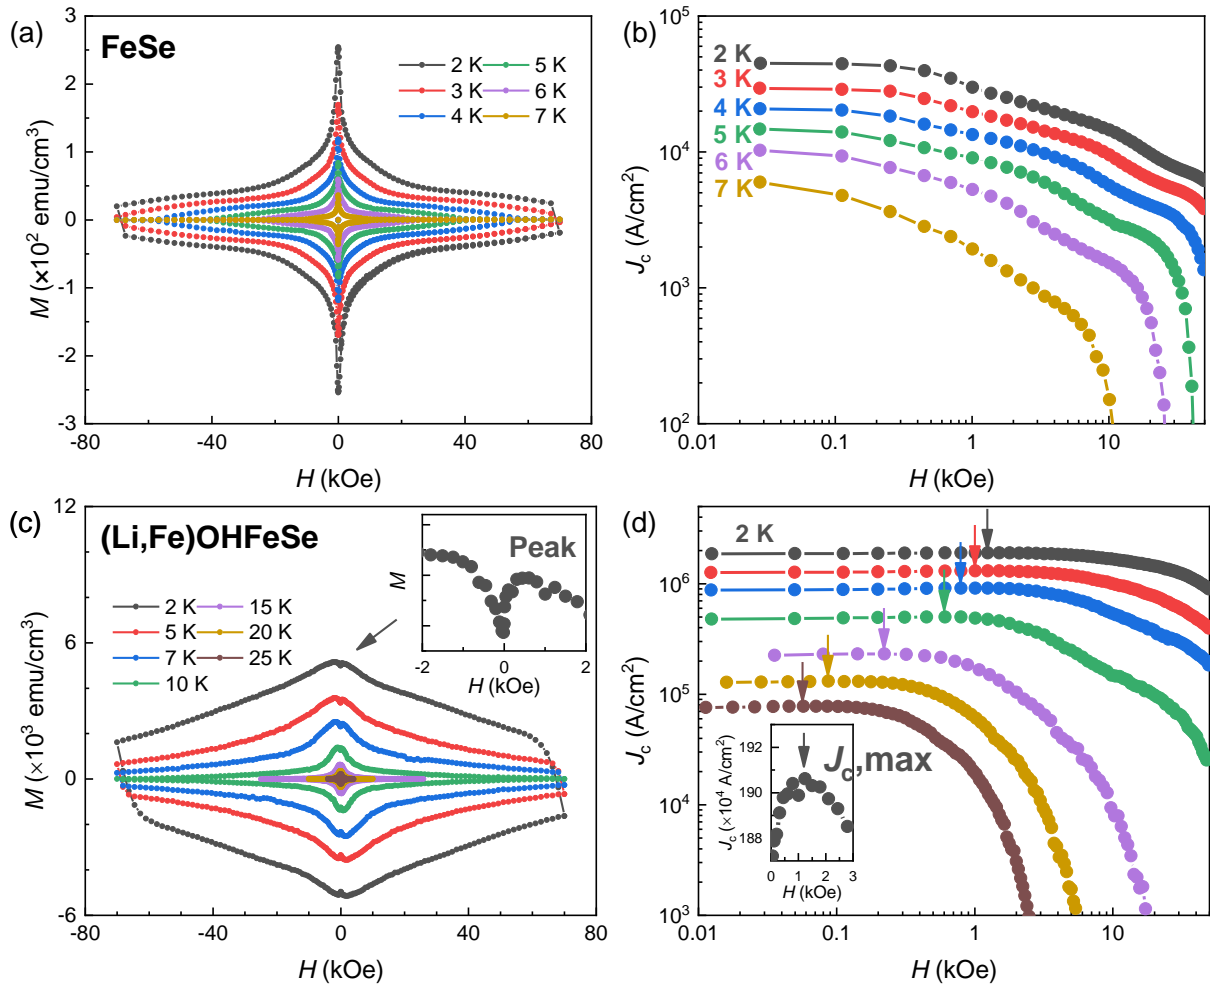 (a)
FeSe
3
2
1
0
-1
-2
-3
M (×10² emu/cm³)
2 K
5 K
3 K
6 K
4 K
7 K
-80
-40
0
40
80
H (kOe)
(b)
10⁵
10⁴
10³
10²
J_c (A/cm²)
2 K
3 K
4 K
5 K
6 K
7 K
0.01
0.1
1
10
H (kOe)
(c)
(Li,Fe)OHFeSe
12
6
0
-6
M (×10³ emu/cm³)
2 K
15 K
5 K
20 K
7 K
25 K
10 K
Peak
M
-2
0
2
H (kOe)
-80
-40
0
40
80
H (kOe)
(d)
2 K
10⁶
10⁵
10⁴
10³
J_c (A/cm²)
J_c,max
192
190
188
J_c (×10⁴ A/cm²)
0
1
2
3
H (kOe)
0.01
0.1
1
10
H (kOe)